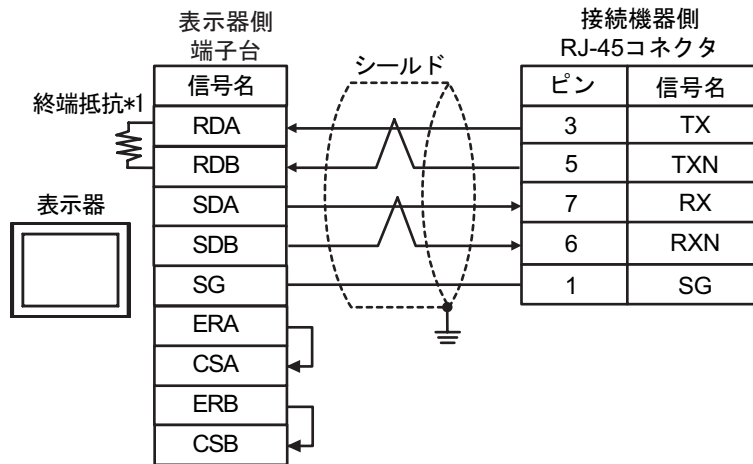 表示器側
端子台
接続機器側
RJ-45コネクタ
シールド
終端抵抗*1
表示器
信号名
RDA
RDB
SDA
SDB
SG
ERA
CSA
ERB
CSB
ピン 信号名
3 TX
5 TXN
7 RX
6 RXN
1 SG